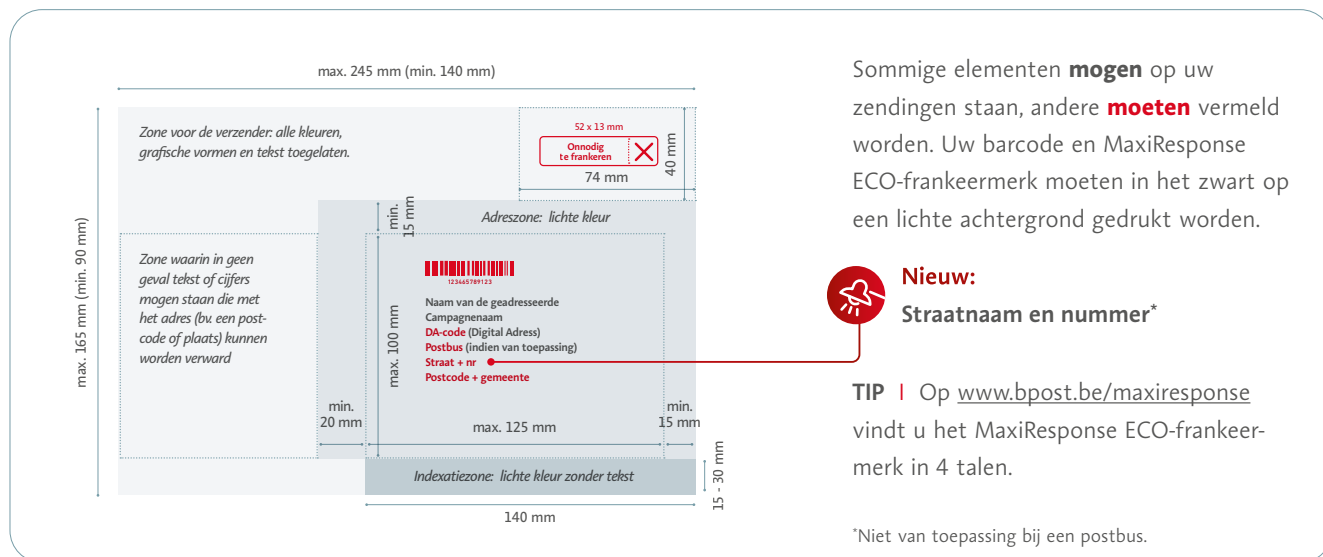 max. 245 mm (min. 140 mm)
Zone voor de verzender: alle kleuren,
grafische vormen en tekst toegelaten.
52 x 13 mm
Onnodig
te frankeren
74 mm
40 mm
max. 165 mm (min. 90 mm)
min.
15 mm
Adreszone: lichte kleur
Zone waarin in geen
geval tekst of cijfers
mogen staan die met
het adres (bv. een post-
code of plaats) kunnen
worden verward
max. 100 mm
123465789123
Naam van de geadresseerde
Campagnenaam
DA-code (Digital Adress)
Postbus (indien van toepassing)
Straat + nr
Postcode + gemeente
min.
20 mm
max. 125 mm
min.
15 mm
Indexatiezone: lichte kleur zonder tekst
15 - 30 mm
140 mm
Sommige elementen mogen op uw
zendingen staan, andere moeten vermeld
worden. Uw barcode en MaxiResponse
ECO-frankeermerk moeten in het zwart op
een lichte achtergrond gedrukt worden.
Nieuw:
Straatnaam en nummer*
TIP | Op www.bpost.be/maxiresponse
vindt u het MaxiResponse ECO-frankeer-
merk in 4 talen.
*Niet van toepassing bij een postbus.